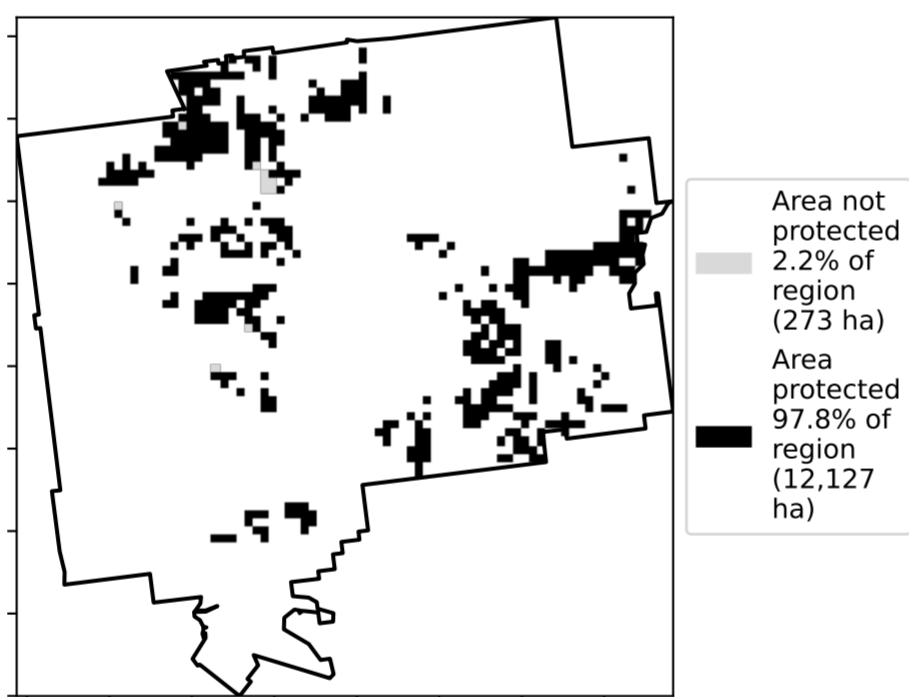 Area not
protected
2.2% of
region
(273 ha)
Area
protected
97.8% of
region
(12,127
ha)